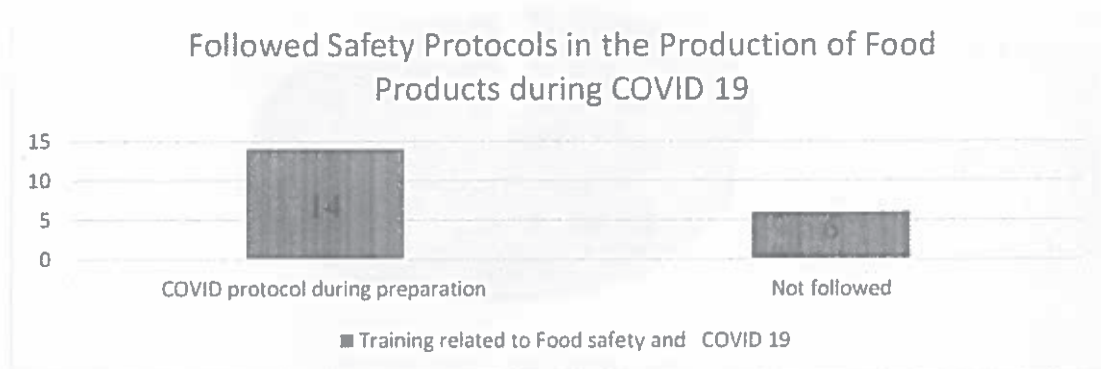 Followed Safety Protocols in the Production of Food
Products during COVID 19
15
10
5
0
14
6
COVID protocol during preparation
Not followed
Training related to Food safety and COVID 19